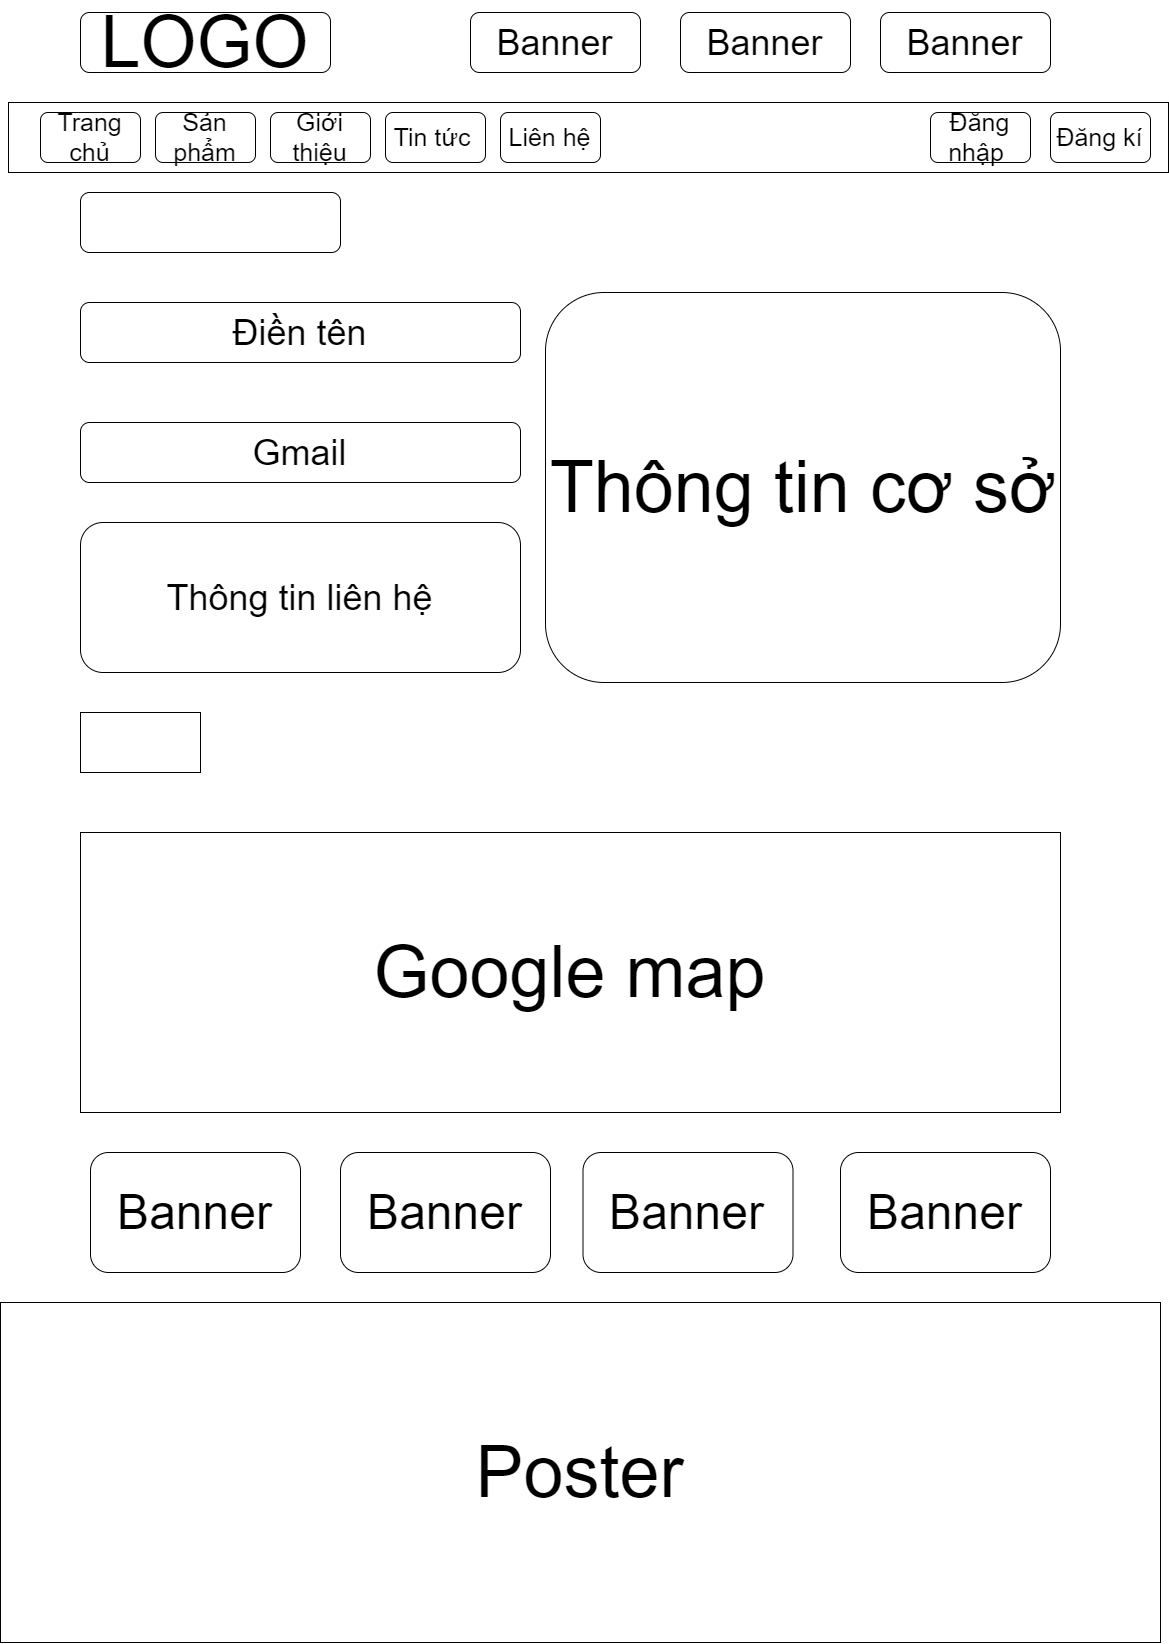 LOGO
Banner
Banner
Banner
Trang
chủ
Sản
phẩm
Giới
thiệu
Tin tức
Liên hệ
Đăng
nhập
Đăng kí
Điền tên
Gmail
Thông tin liên hệ
Thông tin cơ sở
Google map
Banner
Banner
Banner
Banner
Poster